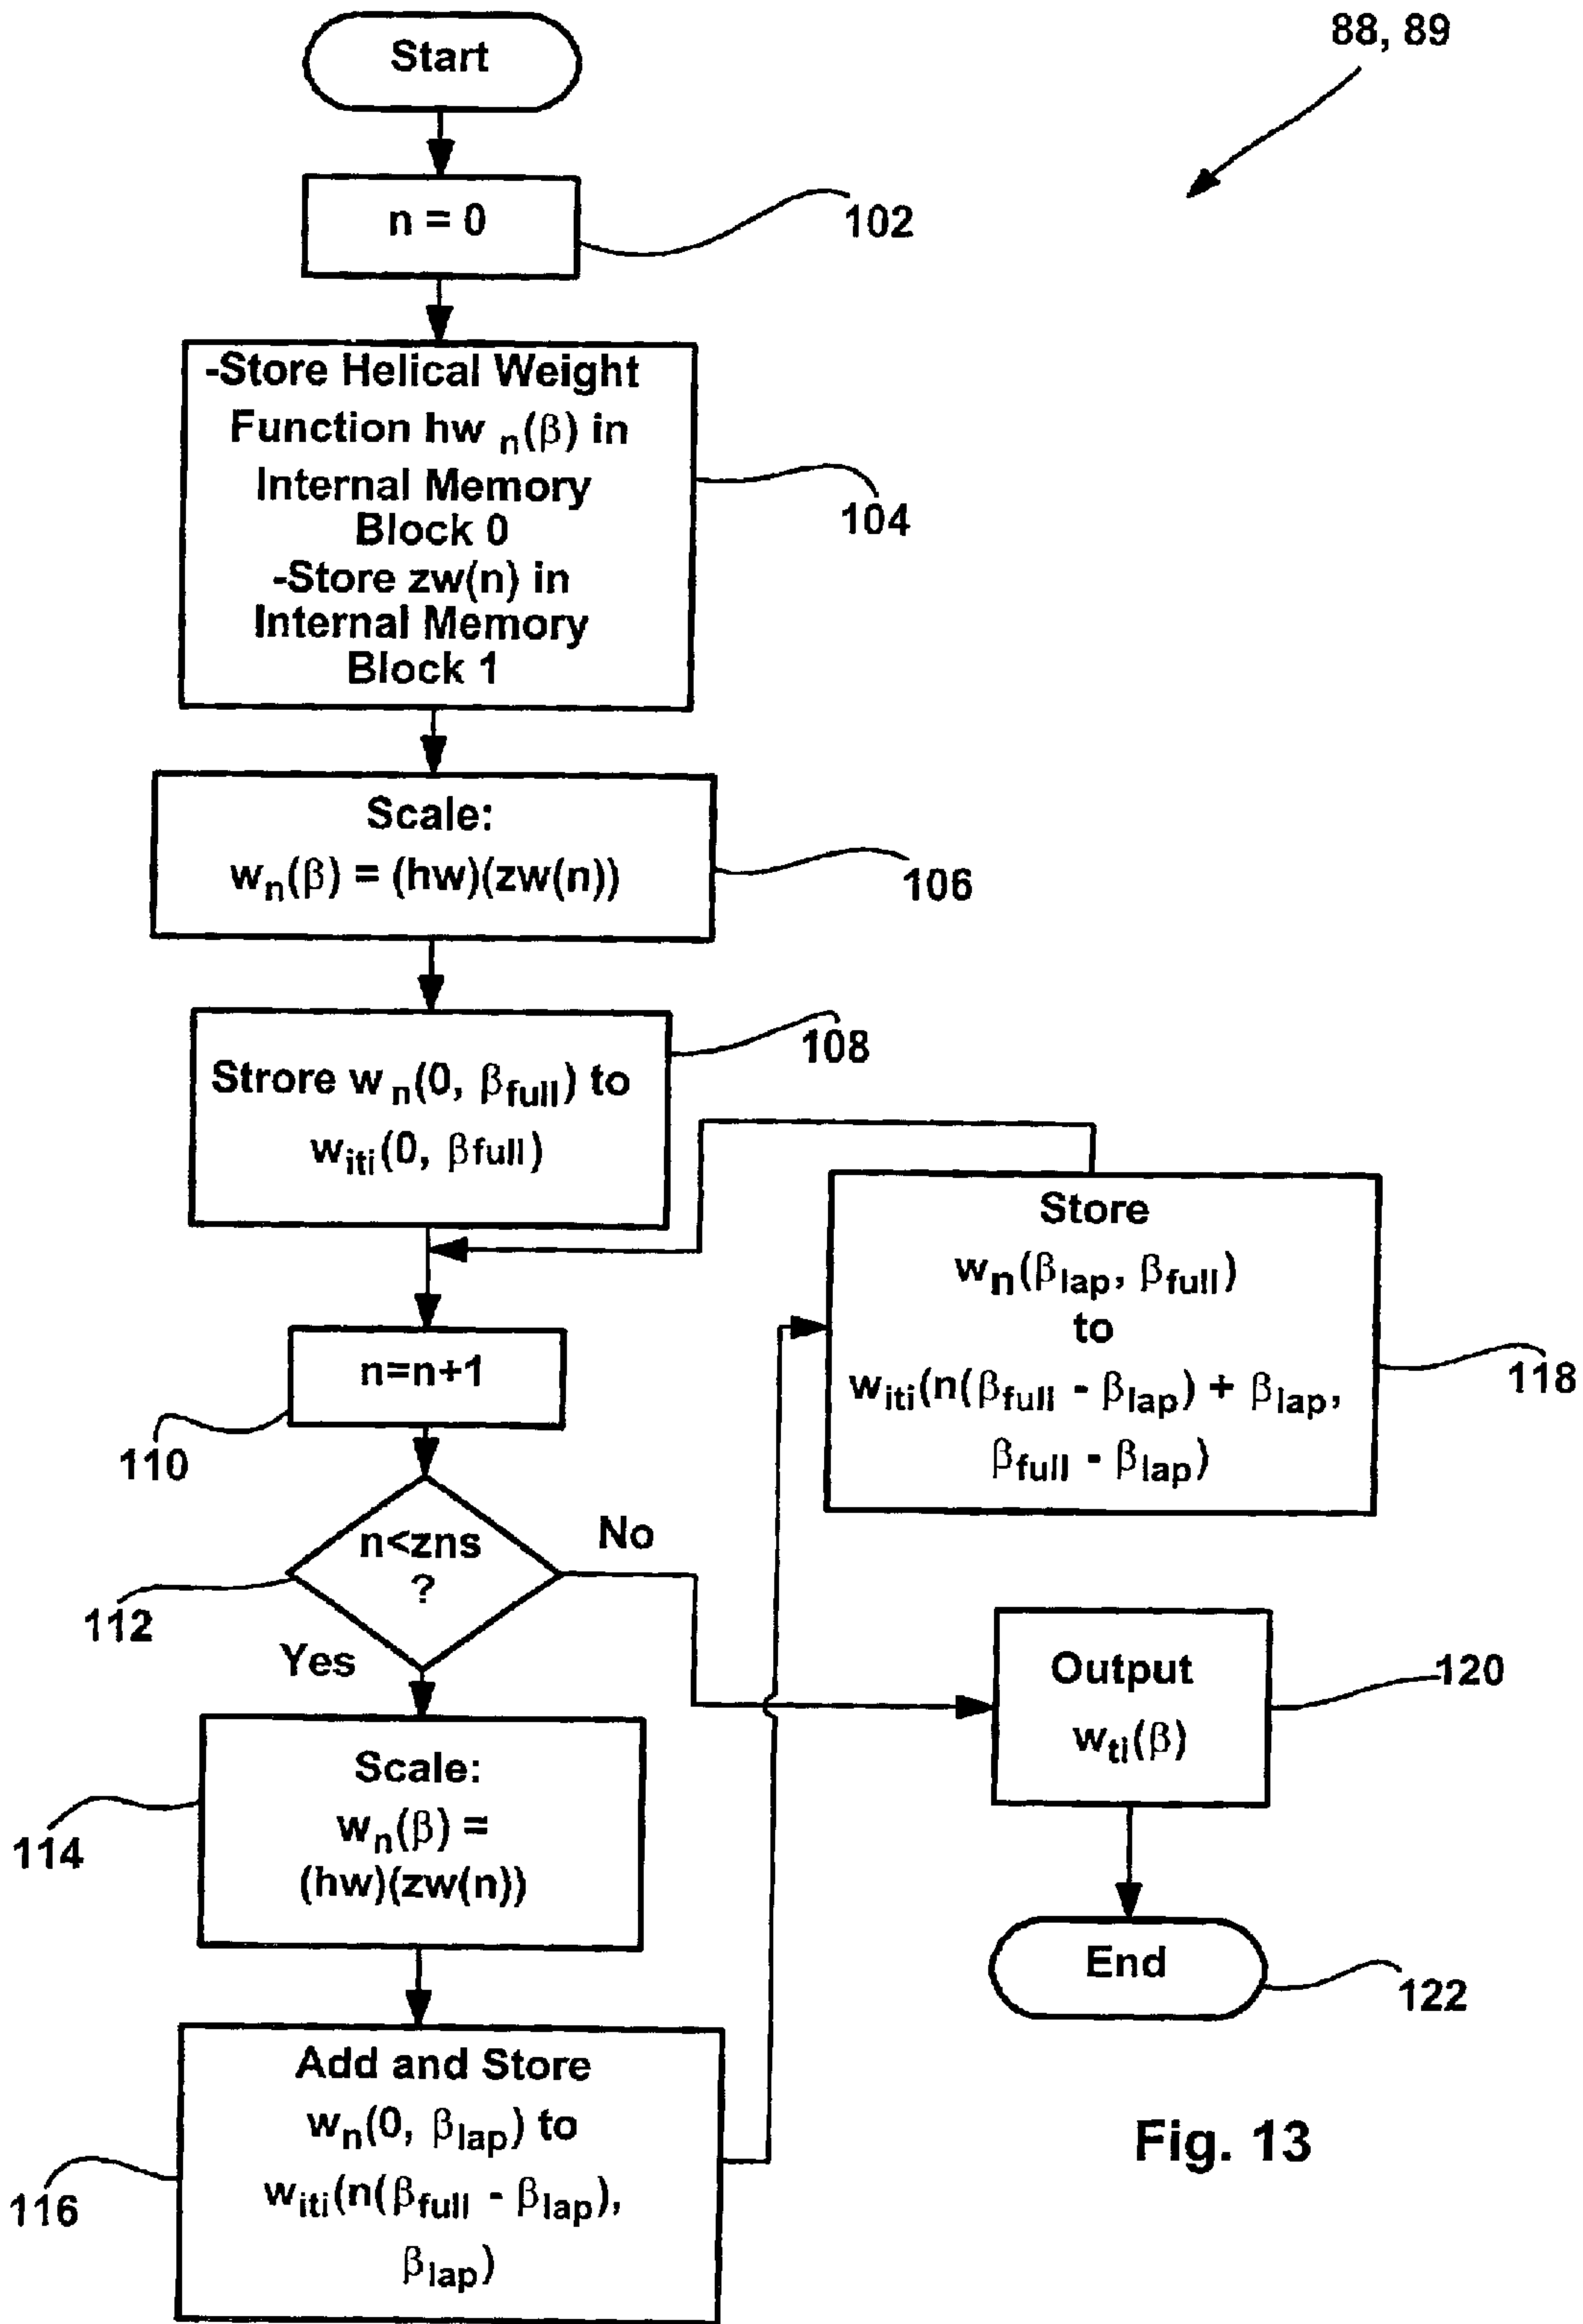 88, 89
Start
n = 0
102
-Store Helical Weight
Function hw n(β) in
Internal Memory
Block 0
-Store zw(n) in
Internal Memory
Block 1
104
Scale:
wn(β) = (hw)(zw(n))
106
Strore wn(0, βfull) to
witi(0, βfull)
108
n=n+1
110
n<zns
?
112
No
Yes
Scale:
wn(β) =
(hw)(zw(n))
114
Add and Store
wn(0, βlap) to
witi(n(βfull - βlap),
βlap)
116
Store
wn(βlap, βfull)
to
witi(n(βfull - βlap) + βlap,
βfull - βlap)
118
Output
wti(β)
120
End
122
Fig. 13